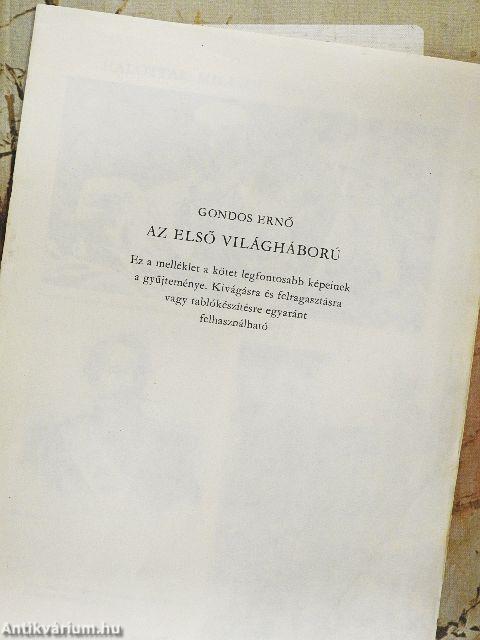 GONDOS ERNŐ
AZ ELSŐ VILÁGHÁBORÚ
Ez a melléklet a kötet legfontosabb képeinek
a gyűjteménye. Kivágásra és felragasztásra
vagy tablókészítésre egyaránt
felhasználható
Antikvárium.hu